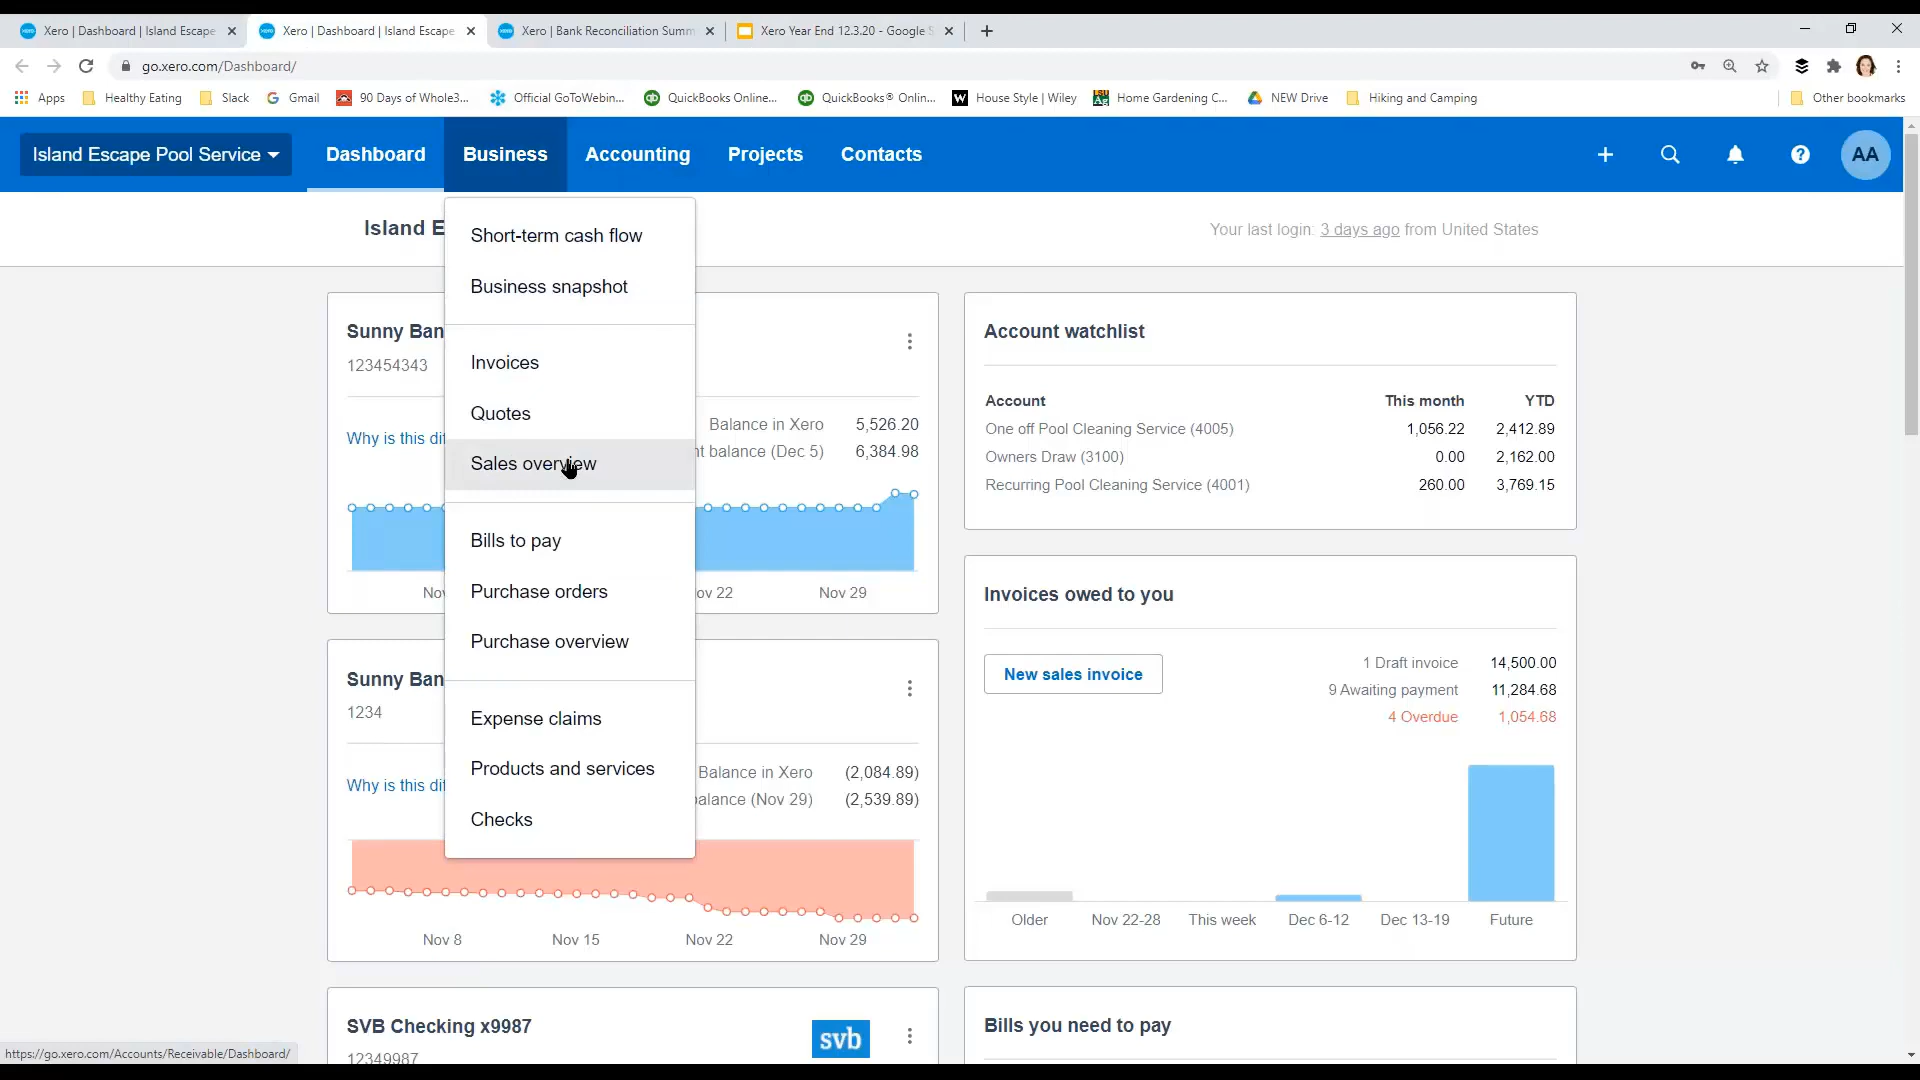 Xero | Dashboard | Island Escape
Xero | Dashboard | Island Escape
Xero | Bank Reconciliation Summ
Xero Year End 12.3.20 - Google S
go.xero.com/Dashboard/
Apps
Healthy Eating
Slack
Gmail
90 Days of Whole3...
Official GoToWebin...
QuickBooks Online...
QuickBooks® Onlin...
House Style | Wiley
Home Gardening C...
NEW Drive
Hiking and Camping
Other bookmarks
Island Escape Pool Service
Dashboard
Business
Accounting
Projects
Contacts
AA
Island E
Your last login: 3 days ago from United States
Short-term cash flow
Business snapshot
Invoices
Quotes
Sales overview
Bills to pay
Purchase orders
Purchase overview
Expense claims
Products and services
Checks
Sunny Ban
123454343
Why is this dif
Balance in Xero 5,526.20
nt balance (Dec 5) 6,384.98
Nov
ov 22
Nov 29
Sunny Ban
1234
Why is this dif
Balance in Xero (2,084.89)
balance (Nov 29) (2,539.89)
Nov 8
Nov 15
Nov 22
Nov 29
SVB Checking x9987
12349987
svb
Account watchlist
Account This month YTD
One off Pool Cleaning Service (4005) 1,056.22 2,412.89
Owners Draw (3100) 0.00 2,162.00
Recurring Pool Cleaning Service (4001) 260.00 3,769.15
Invoices owed to you
New sales invoice
1 Draft invoice 14,500.00
9 Awaiting payment 11,284.68
4 Overdue 1,054.68
Older
Nov 22-28
This week
Dec 6-12
Dec 13-19
Future
Bills you need to pay
https://go.xero.com/Accounts/Receivable/Dashboard/